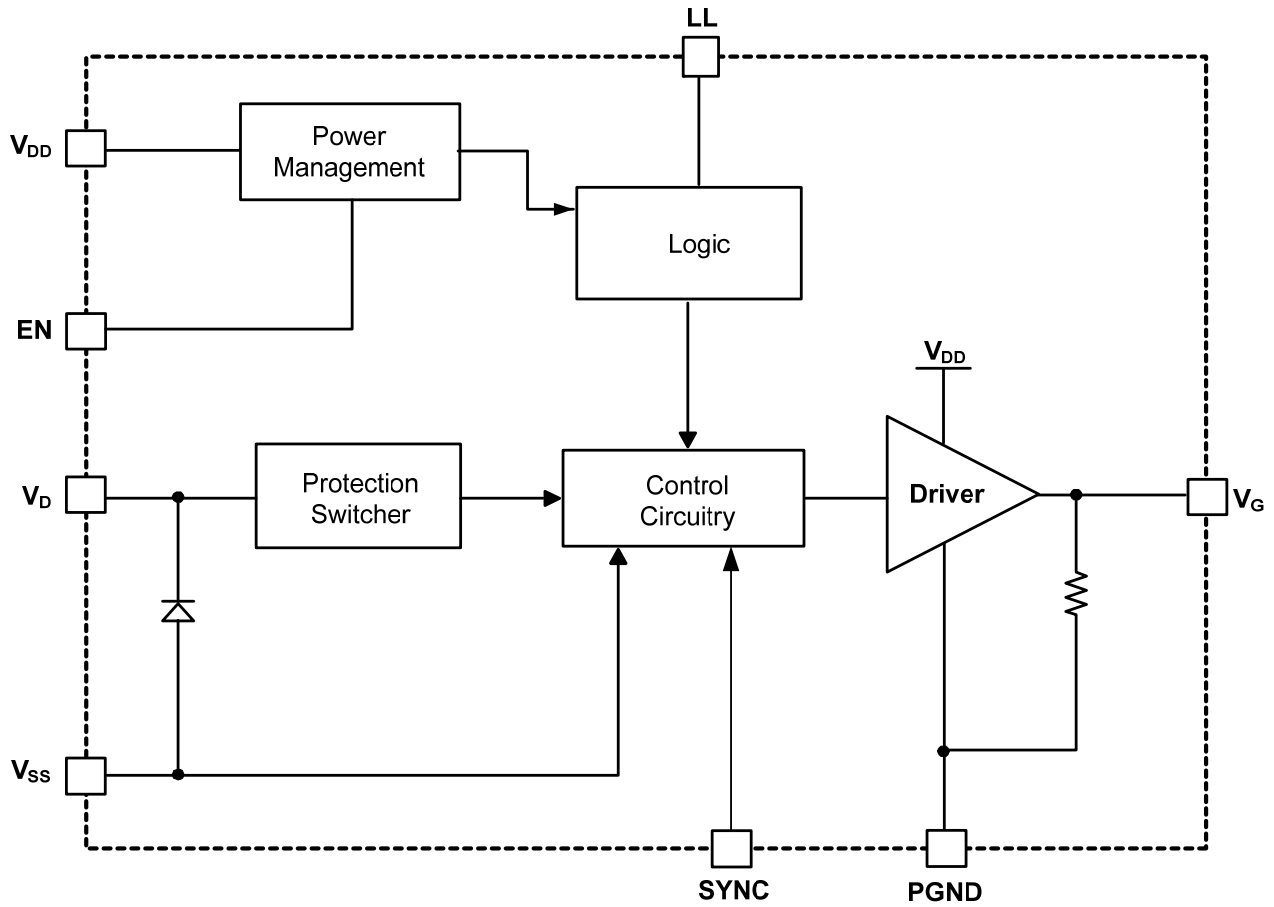 LL
VDD
Power
Management
Logic
EN
VDD
VD
Protection
Switcher
Control
Circuitry
Driver
VG
VSS
SYNC
PGND